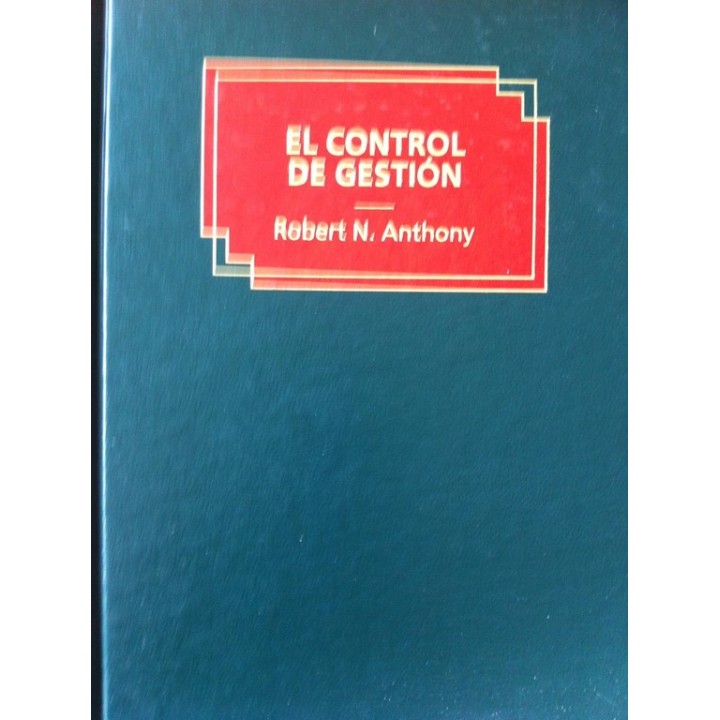 EL CONTROL
DE GESTIÓN
Robert N. Anthony